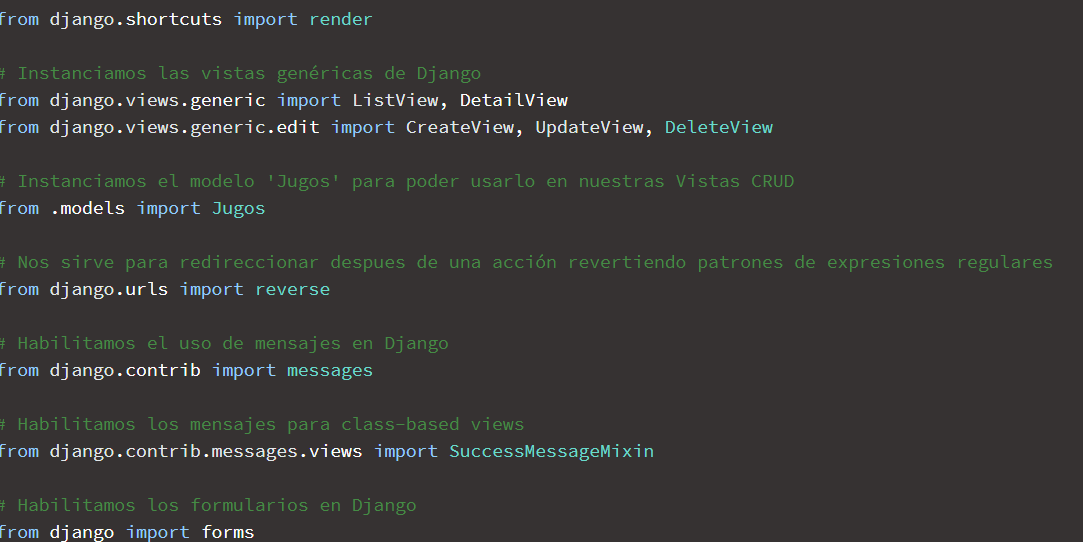 from django.shortcuts import render
# Instanciamos las vistas genéricas de Django
from django.views.generic import ListView, DetailView
from django.views.generic.edit import CreateView, UpdateView, DeleteView
# Instanciamos el modelo 'Jugos' para poder usarlo en nuestras Vistas CRUD
from .models import Jugos
# Nos sirve para redireccionar despues de una acción revertiendo patrones de expresiones regulares
from django.urls import reverse
# Habilitamos el uso de mensajes en Django
from django.contrib import messages
# Habilitamos los mensajes para class-based views
from django.contrib.messages.views import SuccessMessageMixin
# Habilitamos los formularios en Django
from django import forms